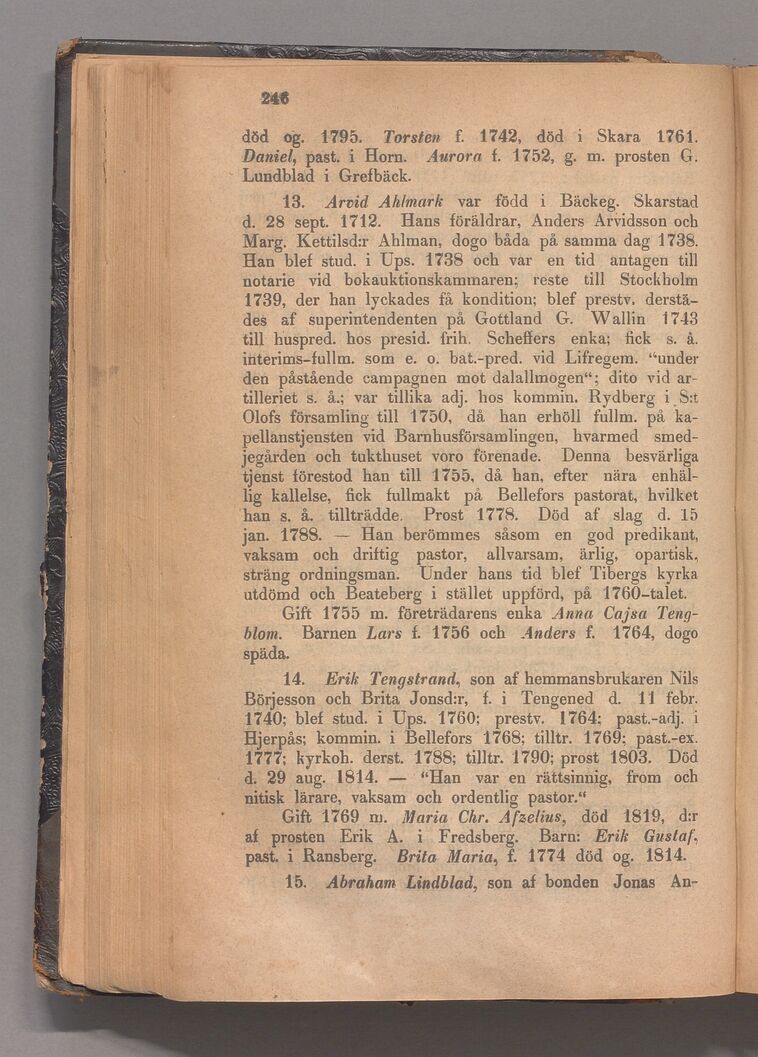 246
död og. 1795. Torsten f. 1742, död i Skara 1761.
Daniel, past. i Horn. Aurora f. 1752, g. m. prosten G.
Lundblad i Grefbäck.
13. Arvid Ahlmark var född i Bäckeg. Skarstad
d. 28 sept. 1712. Hans föräldrar, Anders Arvidsson och
Marg. Kettilsd:r Ahlman, dogo båda på samma dag 1738.
Han blef stud. i Ups. 1738 och var en tid antagen till
notarie vid bokauktionskammaren; reste till Stockholm
1739, der han lyckades få kondition; blef prestv. derstä-
des af superintendenten på Gottland G. Wallin 1743
till huspred. hos presid. frih. Scheffers enka; fick s. å.
interims-fullm. som e. o. bat.-pred. vid Lifregem. “under
den påstående campagnen mot dalallmogen“; dito vid ar-
tilleriet s. å.; var tillika adj. hos kommin. Rydberg i S:t
Olofs församling till 1750, då han erhöll fullm. på ka-
pellanstjensten vid Barnhusförsamlingen, hvarmed smed-
jegården och tukthuset voro förenade. Denna besvärliga
tjenst förestod han till 1755, då han, efter nära enhäl-
lig kallelse, fick fullmakt på Bellefors pastorat, hvilket
han s. å. tillträdde. Prost 1778. Död af slag d. 15
jan. 1788. — Han berömmes såsom en god predikant,
vaksam och driftig pastor, allvarsam, ärlig, opartisk,
sträng ordningsman. Under hans tid blef Tibergs kyrka
utdömd och Beateberg i stället uppförd, på 1760-talet.
Gift 1755 m. företrädarens enka Anna Cajsa Teng-
blom. Barnen Lars f. 1756 och Anders f. 1764, dogo
späda.
14. Erik Tengstrand, son af hemmansbrukaren Nils
Börjesson och Brita Jonsd:r, f. i Tengened d. 11 febr.
1740; blef stud. i Ups. 1760; prestv. 1764; past.-adj. i
Hjerpås; kommin. i Bellefors 1768; tilltr. 1769; past.-ex.
1777; kyrkoh. derst. 1788; tilltr. 1790; prost 1803. Död
d. 29 aug. 1814. — “Han var en rättsinnig, from och
nitisk lärare, vaksam och ordentlig pastor.“
Gift 1769 m. Maria Chr. Afzelius, död 1819, d:r
af prosten Erik A. i Fredsberg. Barn: Erik Gustaf,
past. i Ransberg. Brita Maria, f. 1774 död og. 1814.
15. Abraham Lindblad, son af bonden Jonas An-